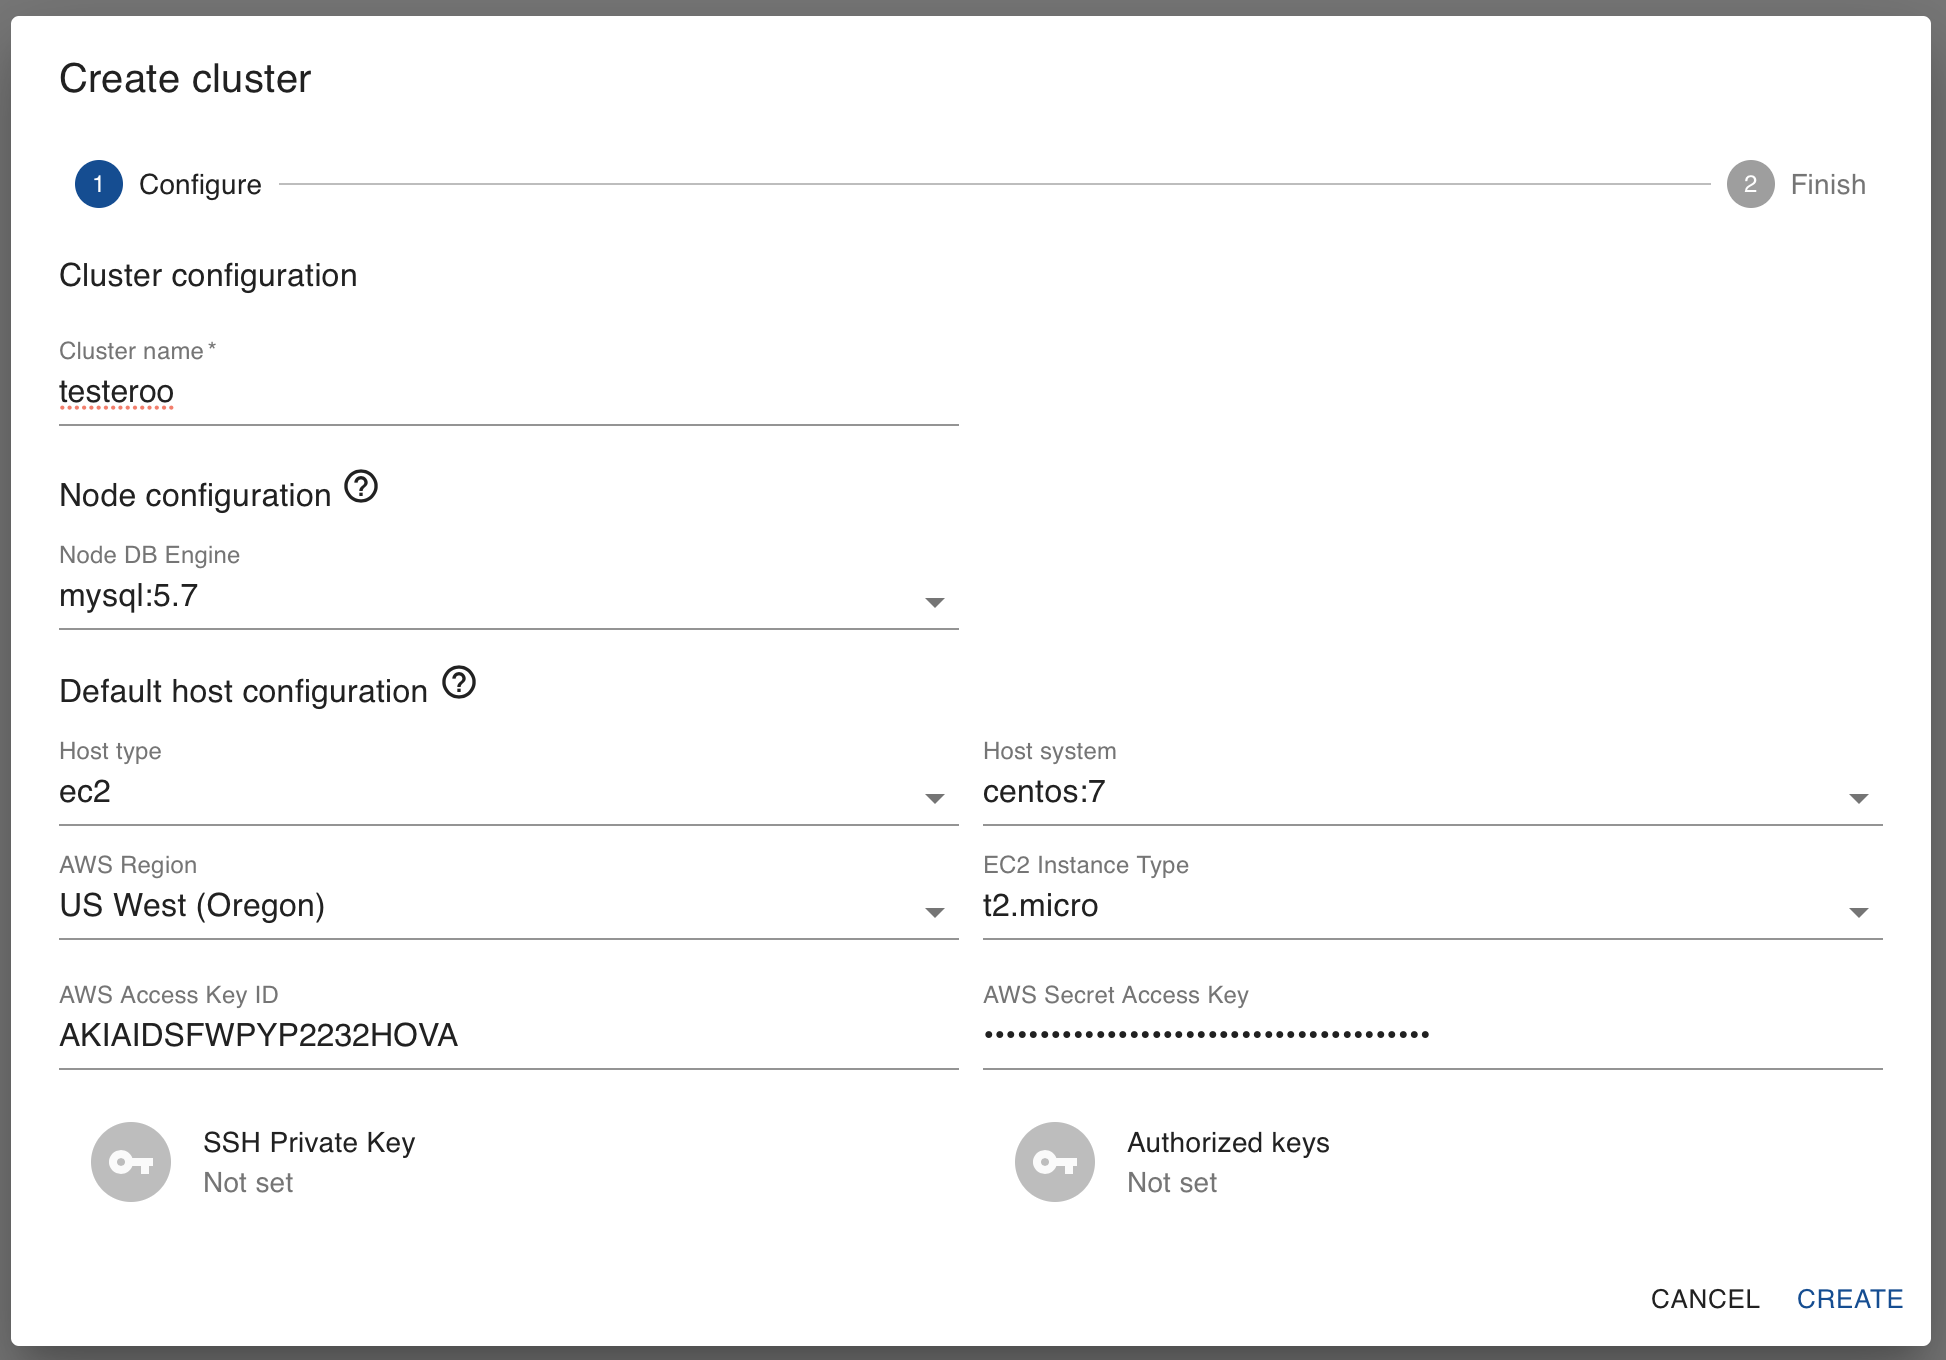 Create cluster
1 Configure
2 Finish
Cluster configuration
Cluster name *
testeroo
Node configuration ?
Node DB Engine
mysql:5.7
Default host configuration ?
Host type
ec2
Host system
centos:7
AWS Region
US West (Oregon)
EC2 Instance Type
t2.micro
AWS Access Key ID
AKIAIDSFWPYP2232HOVA
AWS Secret Access Key
••••••••••••••••••••••••••••••••••••••••
SSH Private Key
Not set
Authorized keys
Not set
CANCEL
CREATE